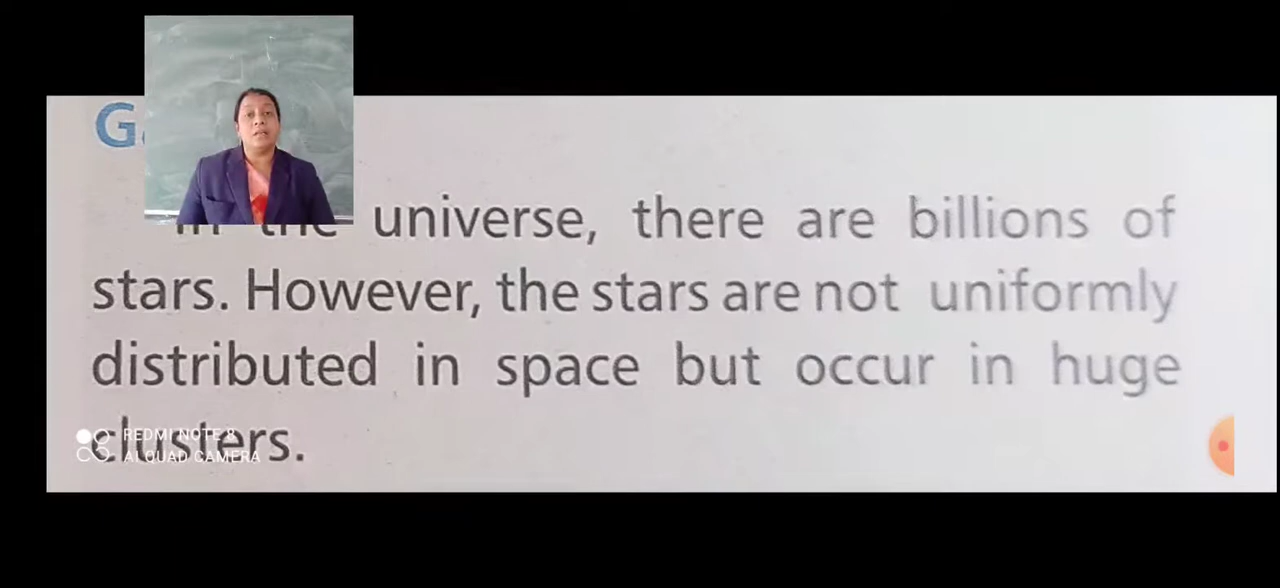 universe, there are billions of
stars. However, the stars are not uniformly
distributed in space but occur in huge
clusters.
REDMI NOTE 8
AI QUAD CAMERA